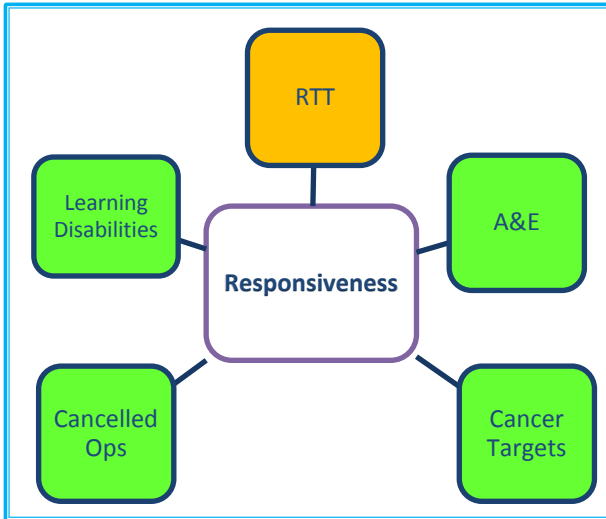 RTT
Learning
Disabilities
A&E
Responsiveness
Cancelled
Ops
Cancer
Targets